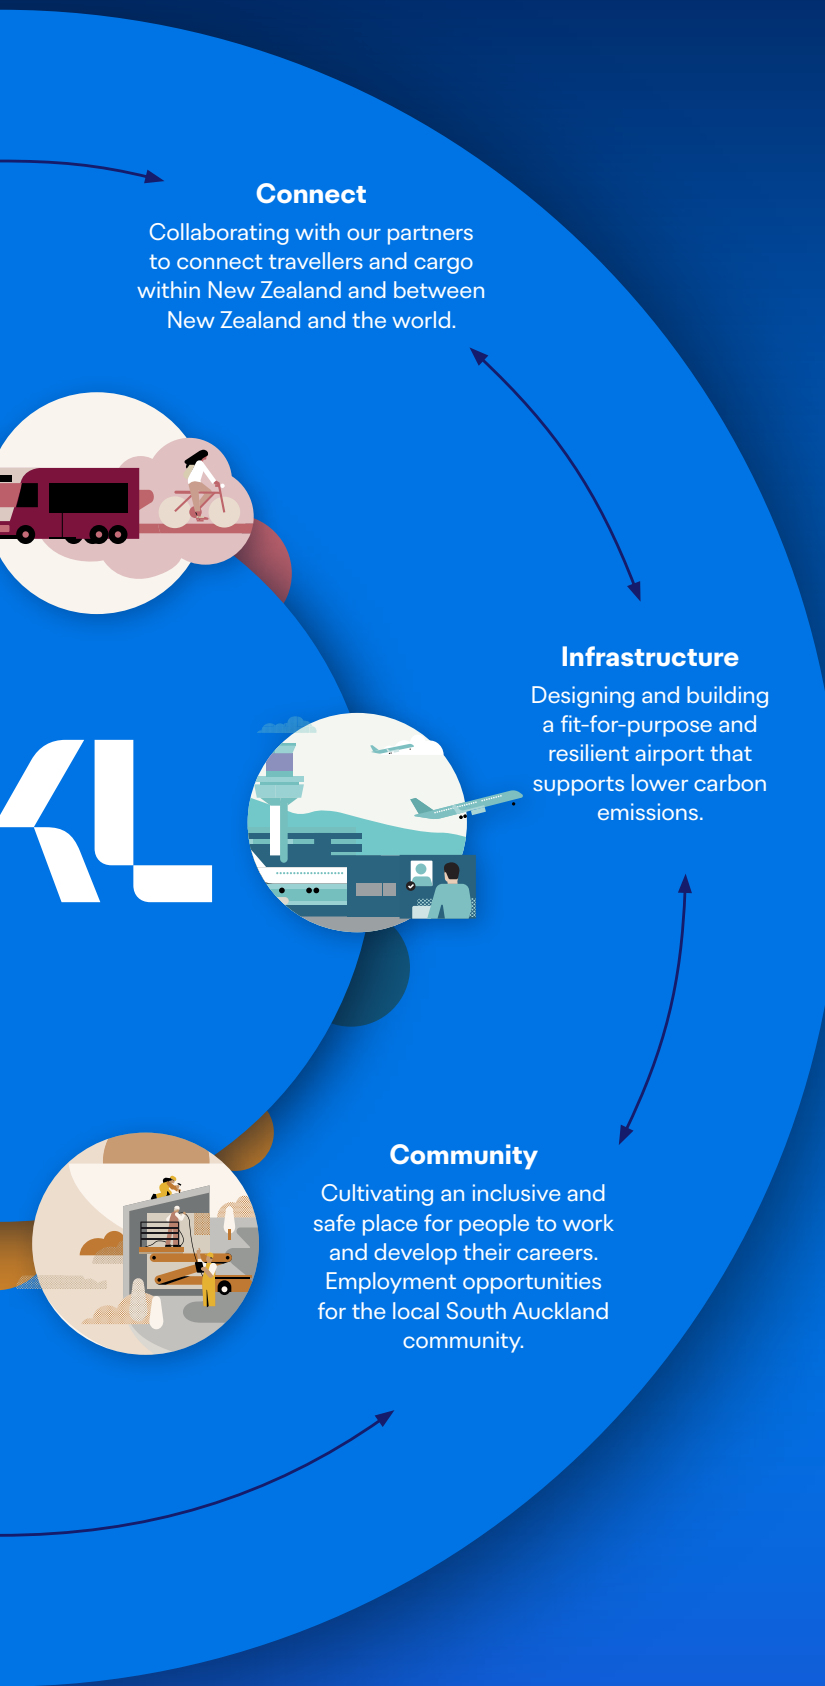 Connect
Collaborating with our partners
to connect travellers and cargo
within New Zealand and between
New Zealand and the world.
Infrastructure
Designing and building
a fit-for-purpose and
resilient airport that
supports lower carbon
emissions.
KL
Community
Cultivating an inclusive and
safe place for people to work
and develop their careers.
Employment opportunities
for the local South Auckland
community.